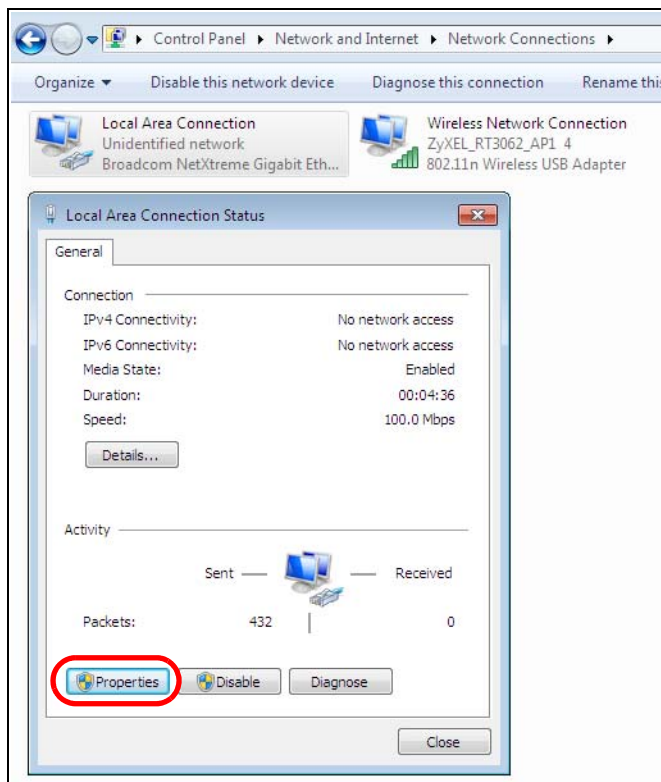 Control Panel Network and Internet Network Connections
Organize Disable this network device Diagnose this connection Rename this
Local Area Connection
Unidentified network
Broadcom NetXtreme Gigabit Eth...
Wireless Network Connection
ZyXEL_RT3062_AP1 4
802.11n Wireless USB Adapter
Local Area Connection Status
General
Connection
IPv4 Connectivity: No network access
IPv6 Connectivity: No network access
Media State: Enabled
Duration: 00:04:36
Speed: 100.0 Mbps
Details...
Activity
Sent Received
Packets: 432 0
Properties Disable Diagnose
Close